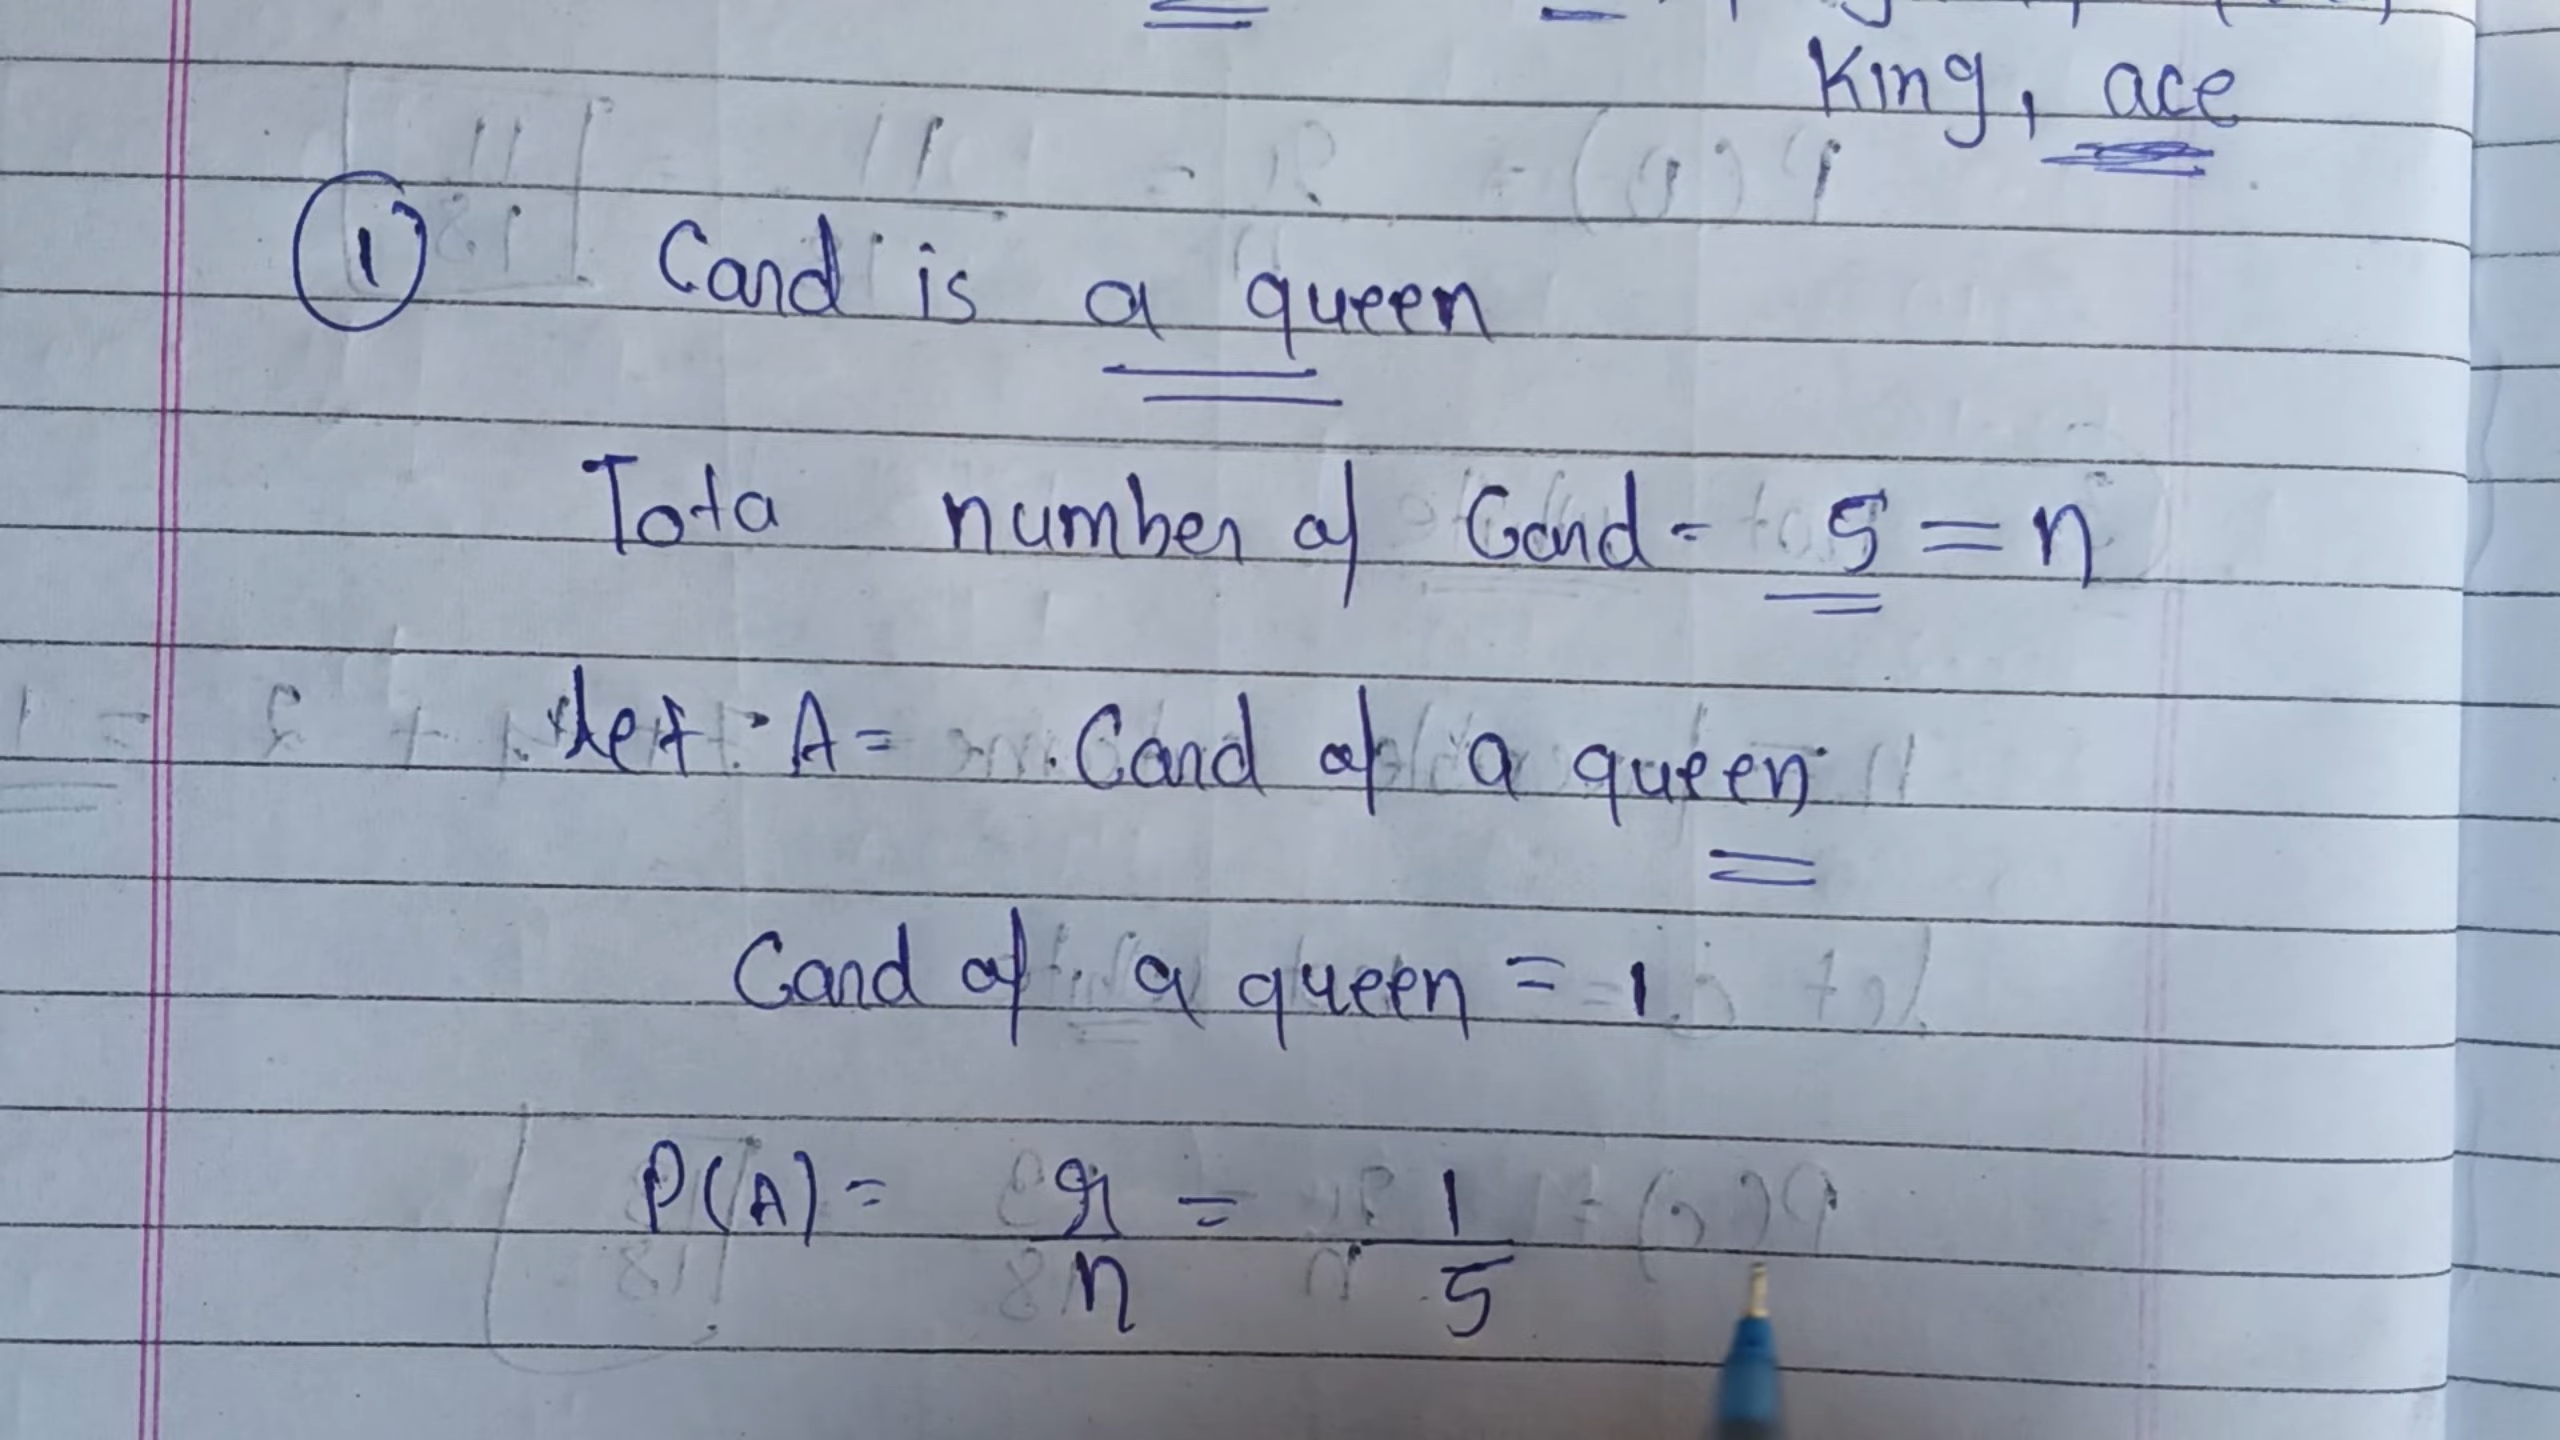 King, ace
1 Card is a queen
Tota number of Card = 5 = n
let A = Card of a queen
Card of a queen = 1
P(A) = r/n = 1/5